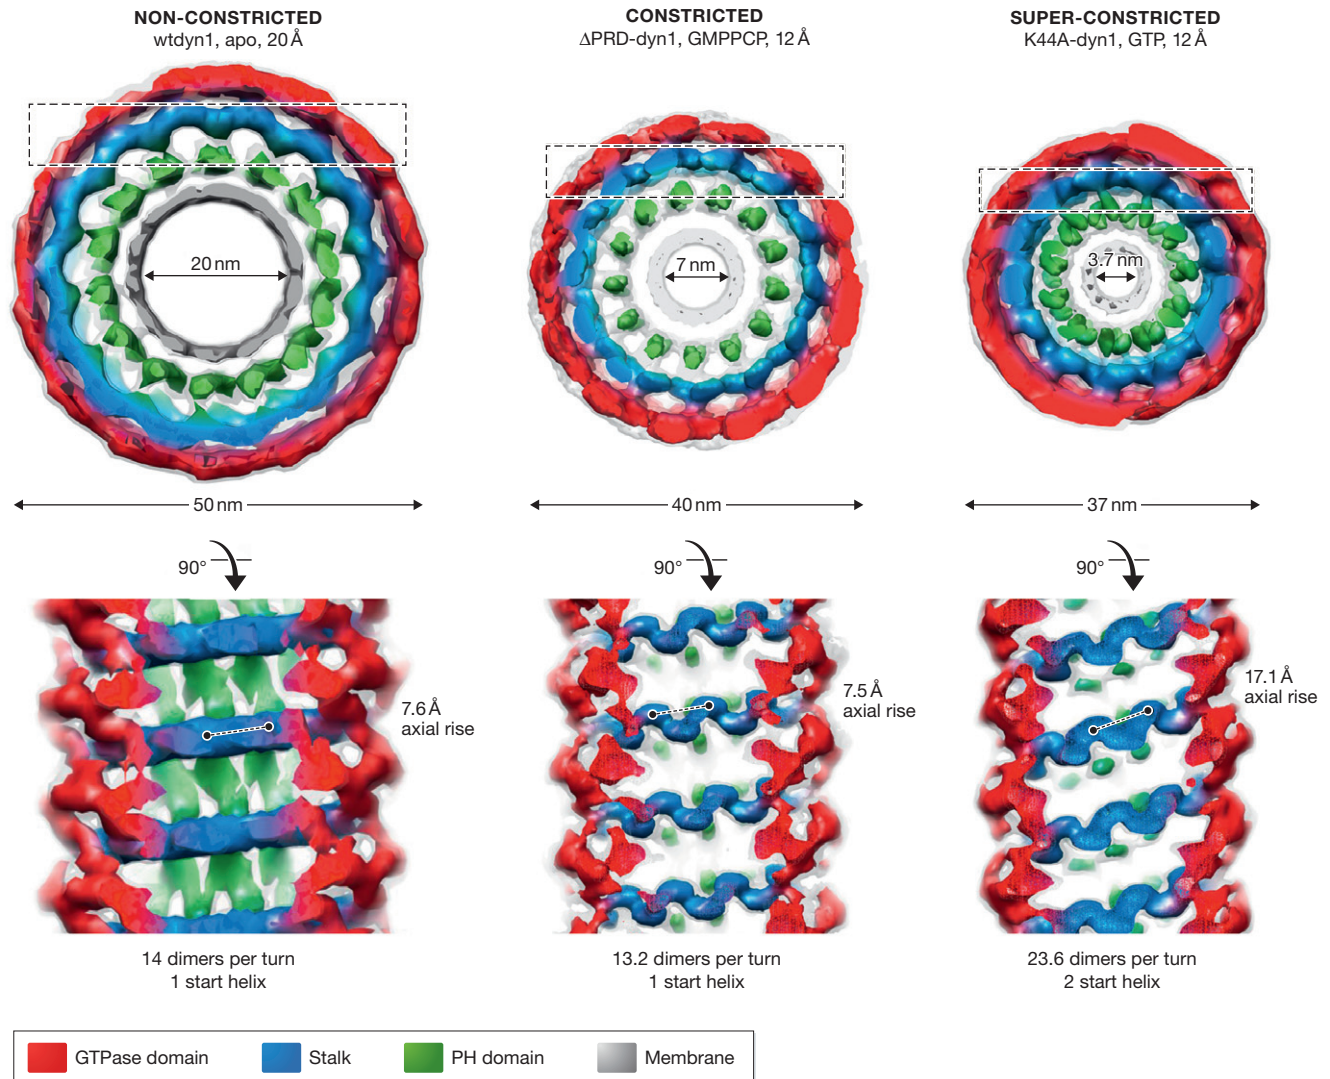 NON-CONSTRICTED
wtdyn1, apo, 20 Å
CONSTRICTED
ΔPRD-dyn1, GMPPCP, 12 Å
SUPER-CONSTRICTED
K44A-dyn1, GTP, 12 Å
20 nm
7 nm
3.7 nm
50 nm
40 nm
37 nm
90°
90°
90°
7.6 Å
axial rise
7.5 Å
axial rise
17.1 Å
axial rise
14 dimers per turn
1 start helix
13.2 dimers per turn
1 start helix
23.6 dimers per turn
2 start helix
GTPase domain
Stalk
PH domain
Membrane